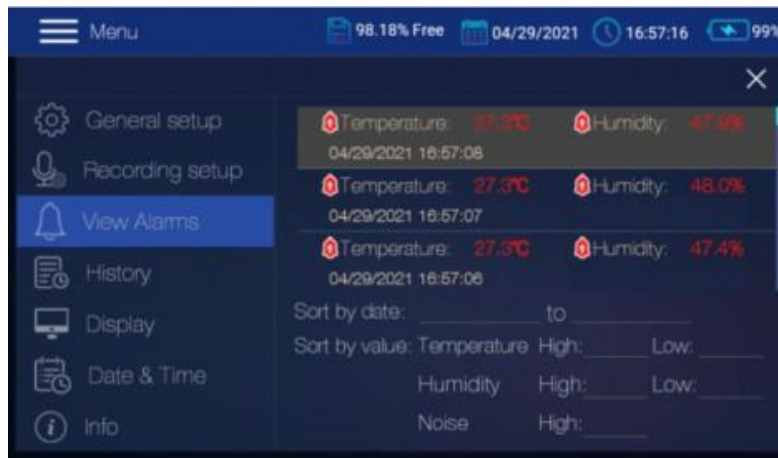 Menu 98.18% Free 04/29/2021 16:57:16 99%
General setup
Recording setup
View Alarms
History
Display
Date & Time
Info
Temperature: 27.3°C Humidity: 47.9%
04/29/2021 16:57:08
Temperature: 27.3°C Humidity: 48.0%
04/29/2021 16:57:07
Temperature: 27.3°C Humidity: 47.4%
04/29/2021 16:57:06
Sort by date: to
Sort by value: Temperature High: Low:
Humidity High: Low:
Noise High: